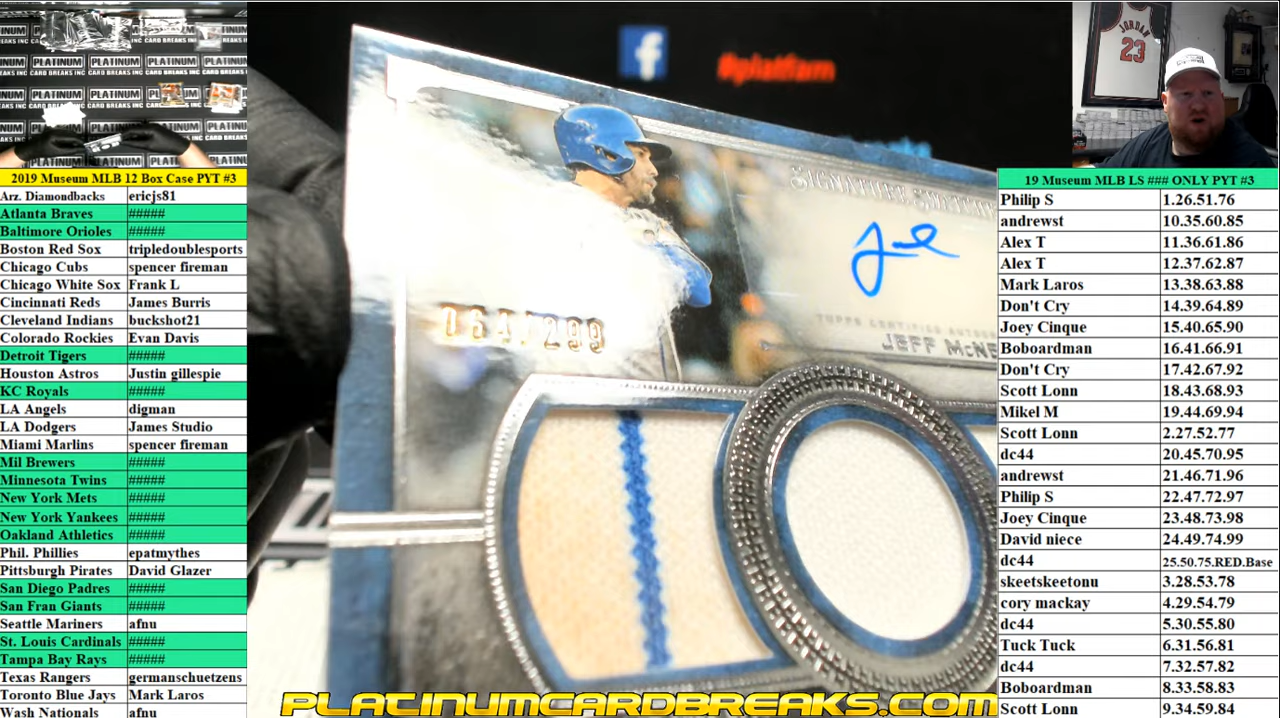 PLATINUM
CARD BREAKS INC
JORDAN
23
#platinum
SIGNATURE
061/299
TOPPS CERTIFIED
JEFF McNE
PLATINUMCARDBREAKS.COM
2019 Museum MLB 12 Box Case PYT #3
Arz. Diamondbacks ericjs81
Atlanta Braves #####
Baltimore Orioles #####
Boston Red Sox tripledoublesports
Chicago Cubs spencer fireman
Chicago White Sox Frank L
Cincinnati Reds James Burris
Cleveland Indians buckshot21
Colorado Rockies Evan Davis
Detroit Tigers #####
Houston Astros Justin gillespie
KC Royals #####
LA Angels digman
LA Dodgers James Studio
Miami Marlins spencer fireman
Mil Brewers #####
Minnesota Twins #####
New York Mets #####
New York Yankees #####
Oakland Athletics #####
Phil. Phillies epatmythes
Pittsburgh Pirates David Glazer
San Diego Padres #####
San Fran Giants #####
Seattle Mariners afnu
St. Louis Cardinals #####
Tampa Bay Rays #####
Texas Rangers germanschuetzens
Toronto Blue Jays Mark Laros
Wash Nationals afnu
19 Museum MLB LS ### ONLY PYT #3
Philip S 1.26.51.76
andrewst 10.35.60.85
Alex T 11.36.61.86
Alex T 12.37.62.87
Mark Laros 13.38.63.88
Don't Cry 14.39.64.89
Joey Cinque 15.40.65.90
Boboardman 16.41.66.91
Don't Cry 17.42.67.92
Scott Lonn 18.43.68.93
Mikel M 19.44.69.94
Scott Lonn 2.27.52.77
dc44 20.45.70.95
andrewst 21.46.71.96
Philip S 22.47.72.97
Joey Cinque 23.48.73.98
David niece 24.49.74.99
dc44 25.50.75.RED.Base
skeetskeetonu 3.28.53.78
cory mackay 4.29.54.79
dc44 5.30.55.80
Tuck Tuck 6.31.56.81
dc44 7.32.57.82
Boboardman 8.33.58.83
Scott Lonn 9.34.59.84